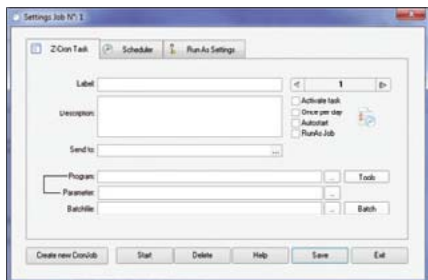 Settings Job N°: 1
Z-Cron Task Scheduler Run As Settings
Label:
< 1 >
Description:
Activate task
Once per day
Autostart
RunAs Job
Send to: ...
Program: ... Tools
Parameter: ...
Batchfile: ... Batch
Create new CronJob Start Delete Help Save Exit